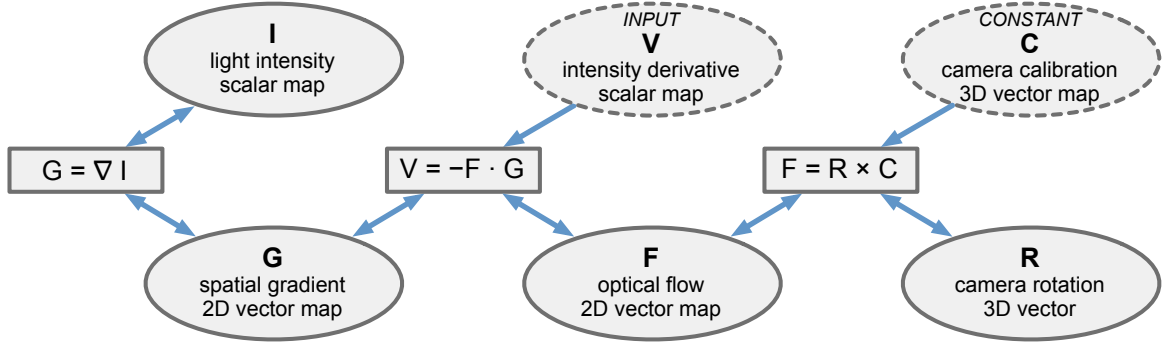 I
light intensity
scalar map
INPUT
V
intensity derivative
scalar map
CONSTANT
C
camera calibration
3D vector map
G = ∇ I
V = −F · G
F = R × C
G
spatial gradient
2D vector map
F
optical flow
2D vector map
R
camera rotation
3D vector